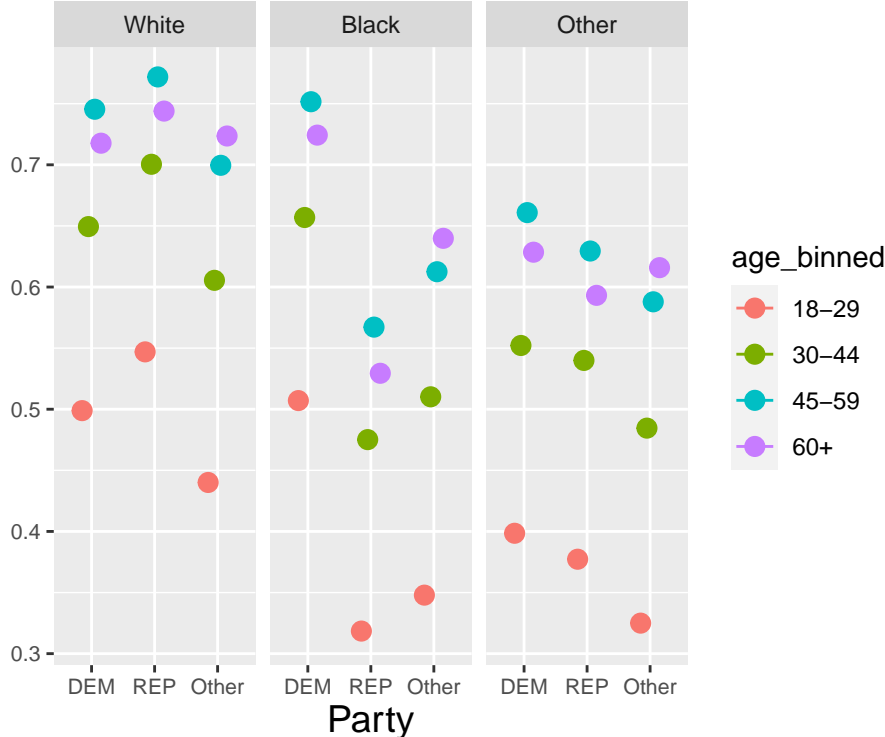 White Black Other
0.7
0.6
0.5
0.4
0.3
DEM REP Other DEM REP Other DEM REP Other
Party
age_binned
18−29
30−44
45−59
60+